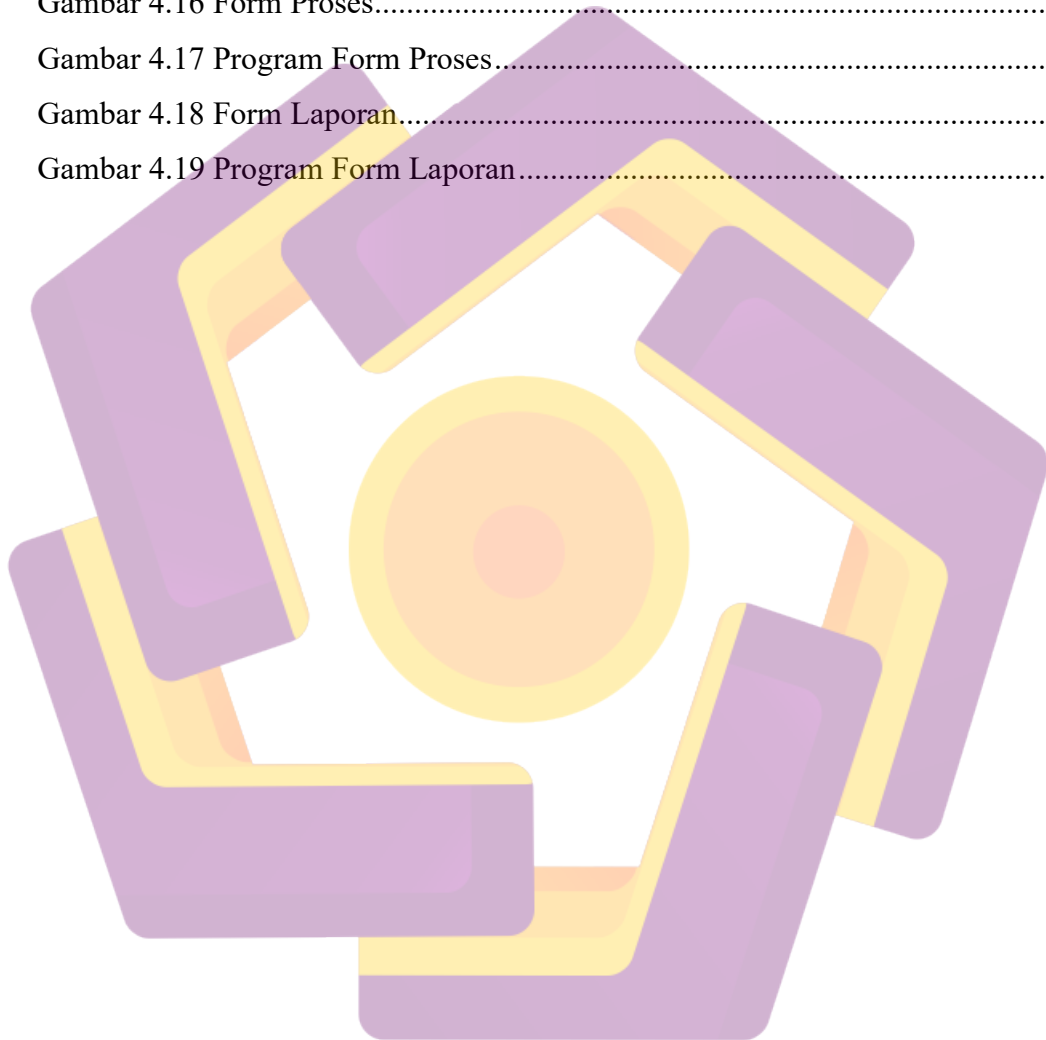 Gambar 4.16 Form Proses....................................................................................
Gambar 4.17 Program Form Proses.....................................................................
Gambar 4.18 Form Laporan.................................................................................
Gambar 4.19 Program Form Laporan..................................................................